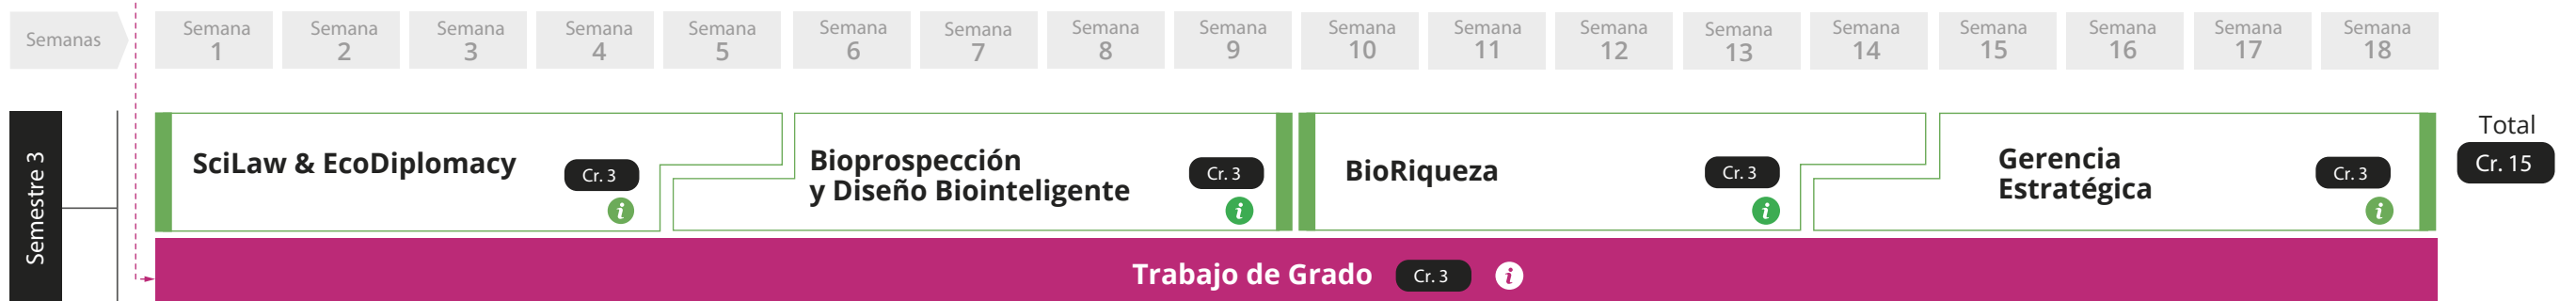 Semanas
Semana
1
Semana
2
Semana
3
Semana
4
Semana
5
Semana
6
Semana
7
Semana
8
Semana
9
Semana
10
Semana
11
Semana
12
Semana
13
Semana
14
Semana
15
Semana
16
Semana
17
Semana
18
Semestre 3
SciLaw & EcoDiplomacy
Cr. 3
i
Bioprospección
y Diseño Biointeligente
Cr. 3
i
BioRiqueza
Cr. 3
i
Gerencia
Estratégica
Cr. 3
i
Total
Cr. 15
Trabajo de Grado
Cr. 3
i